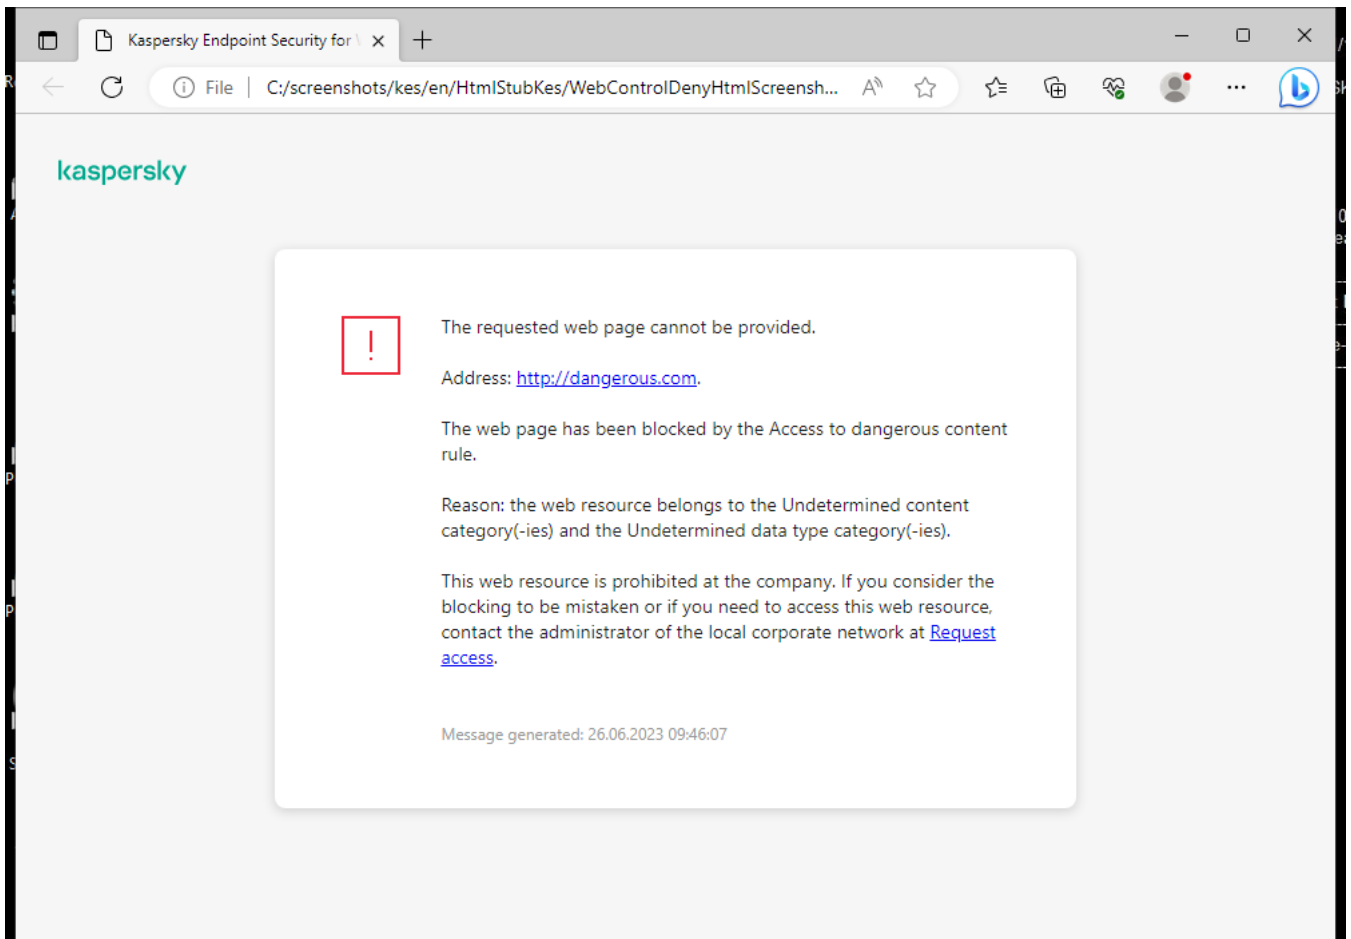 Kaspersky Endpoint Security for
File | C:/screenshots/kes/en/HtmlStubKes/WebControlDenyHtmlScreensh...
kaspersky
The requested web page cannot be provided.
Address: http://dangerous.com.
The web page has been blocked by the Access to dangerous content
rule.
Reason: the web resource belongs to the Undetermined content
category(-ies) and the Undetermined data type category(-ies).
This web resource is prohibited at the company. If you consider the
blocking to be mistaken or if you need to access this web resource,
contact the administrator of the local corporate network at Request
access.
Message generated: 26.06.2023 09:46:07